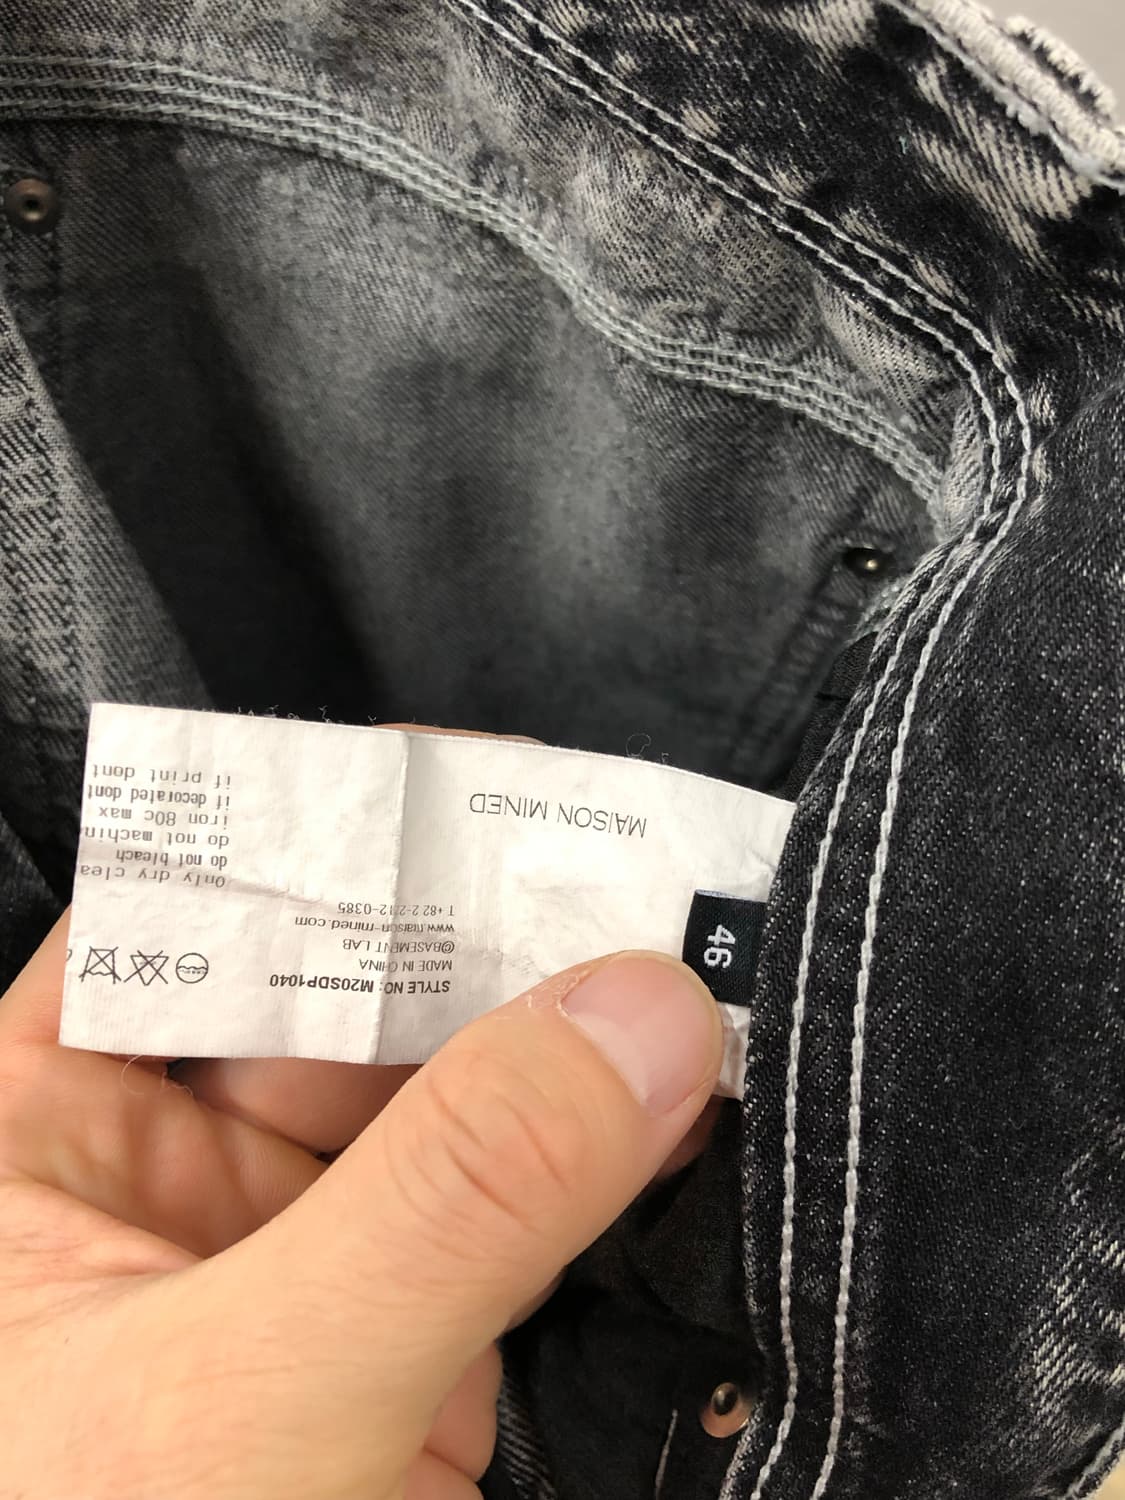 MAISON MINED
46
STYLE NO: M20SDP1040
MADE IN CHINA
©BASEMENT LAB
www.maison-mined.com
T +82 2-2212-0385
Only dry clea
do not bleach
do not machin
iron 80c max
if decorated dont
if print dont